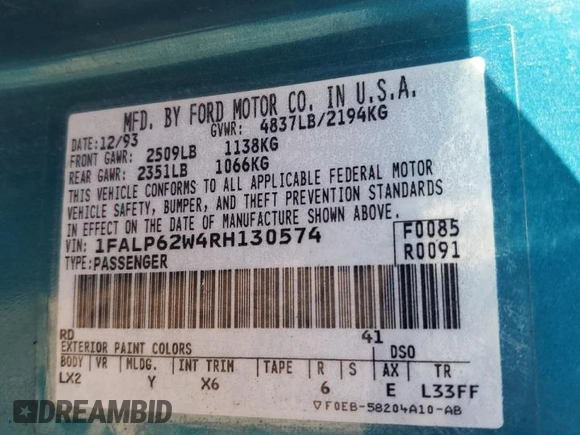 MFD. BY FORD MOTOR CO. IN U.S.A.
DATE: 12/93 GVWR: 4837LB/2194KG
FRONT GAWR: 2509LB 1138KG
REAR GAWR: 2351LB 1066KG
THIS VEHICLE CONFORMS TO ALL APPLICABLE FEDERAL MOTOR
VEHICLE SAFETY, BUMPER, AND THEFT PREVENTION STANDARDS
IN EFFECT ON THE DATE OF MANUFACTURE SHOWN ABOVE.
VIN: 1FALP62W4RH130574 F0085
TYPE: PASSENGER R0091
RD 41
EXTERIOR PAINT COLORS DSO
BODY VR MLDG. INT TRIM TAPE R S AX TR
LX2 Y X6 6 E L33FF
▽F0EB-58204A10-AB
EPICVIN
DECODE EVERYTHING